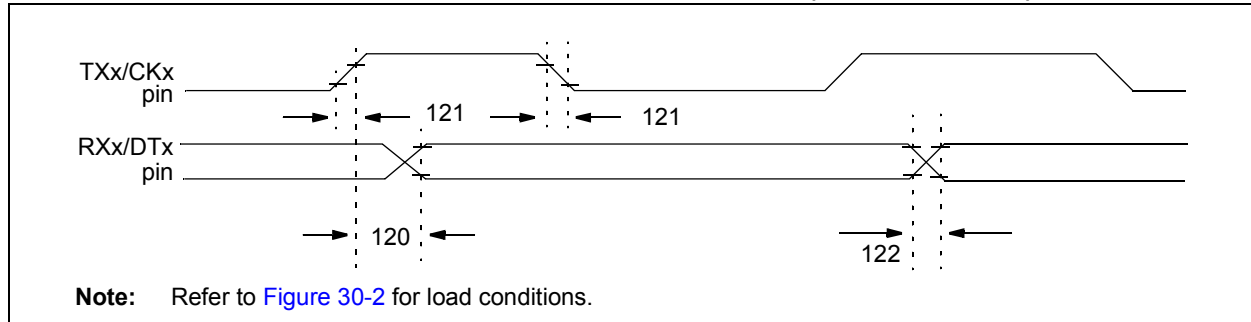 TXx/CKx
pin
121
121
RXx/DTx
pin
120
122
Note: Refer to Figure 30-2 for load conditions.